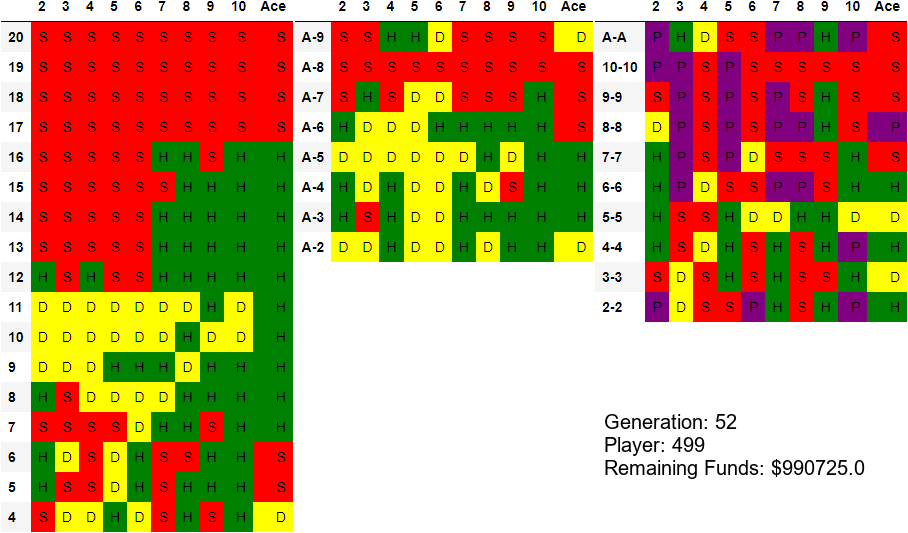 2 3 4 5 6 7 8 9 10 Ace
20 S S S S S S S S S S
19 S S S S S S S S S S
18 S S S S S S S S S S
17 S S S S S S S S S S
16 S S S S S H H S H H
15 S S S S S S H H H H
14 S S S S S H H H H H
13 S S S S S H H H H H
12 H S H S S H H H H H
11 D D D D D D D H D H
10 D D D D D D H D D H
9 D D D H H H D H H H
8 H S D D D D H H H H
7 S S S S D H H S H H
6 H D S D H S S H H S
5 H S S D H S H H H S
4 S D D H D S H S H D
2 3 4 5 6 7 8 9 10 Ace
A-9 S S H H D S S S S D
A-8 S S S S S S S S S S
A-7 S H S D D S S S H S
A-6 H D D D H H H H H S
A-5 D D D D D D H D H H
A-4 H D H D D H D S H H
A-3 H S H D D H H H H H
A-2 D D H D D H D H H D
2 3 4 5 6 7 8 9 10 Ace
A-A P H D S S P P H P S
10-10 P P S P S S S S S S
9-9 S P S P S P S H S S
8-8 D P S P S P P H S P
7-7 H P S P D S S S H S
6-6 H P D S S P P S H H
5-5 H S S H D D H H D D
4-4 H S D H S H S H P H
3-3 S D S H S H S S H D
2-2 P D S S P H S H P H
Generation: 52
Player: 499
Remaining Funds: $990725.0